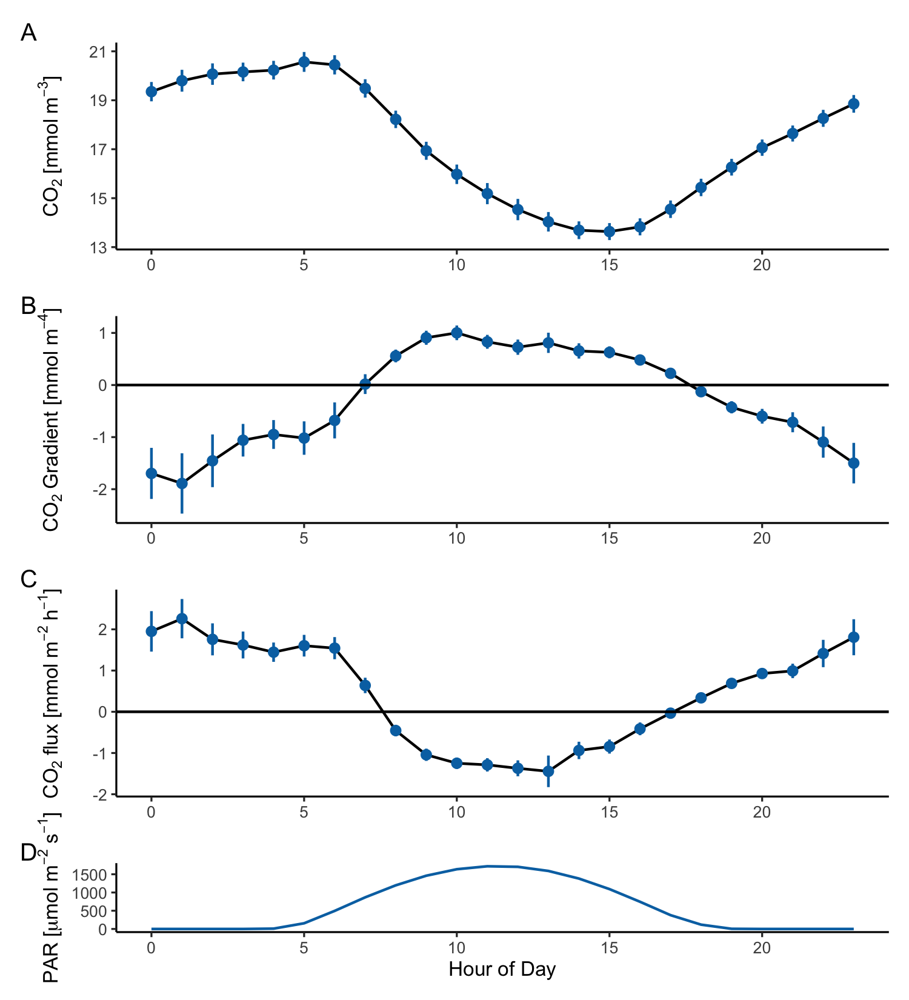 A
CO₂ [mmol m⁻³]
21
19
17
15
13
0 5 10 15 20
B
CO₂ Gradient [mmol m⁻⁴]
1
0
-1
-2
0 5 10 15 20
C
CO₂ flux [mmol m⁻² h⁻¹]
2
1
0
-1
-2
0 5 10 15 20
D
PAR [µmol m⁻² s⁻¹]
1500
1000
500
0
0 5 10 15 20
Hour of Day